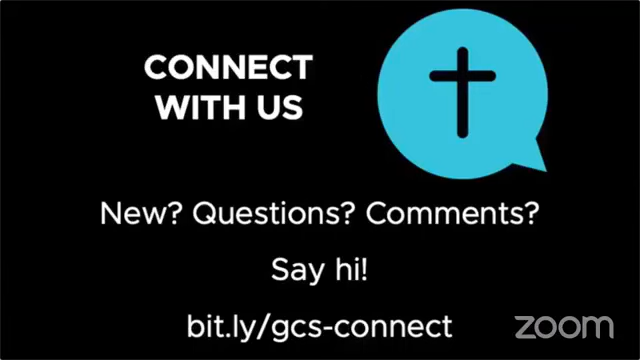 CONNECT
WITH US
New? Questions? Comments?
Say hi!
bit.ly/gcs-connect
zoom